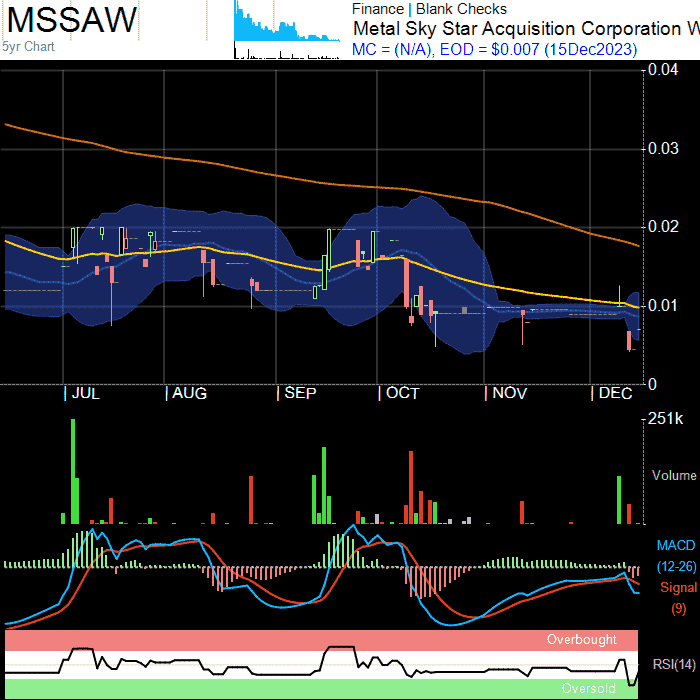 MSSAW
5yr Chart
Finance | Blank Checks
Metal Sky Star Acquisition Corporation W
MC = (N/A), EOD = $0.007 (15Dec2023)
0.04
0.03
0.02
0.01
0
JUL
AUG
SEP
OCT
NOV
DEC
251k
Volume
MACD
(12-26)
Signal
(9)
Overbought
RSI(14)
Oversold